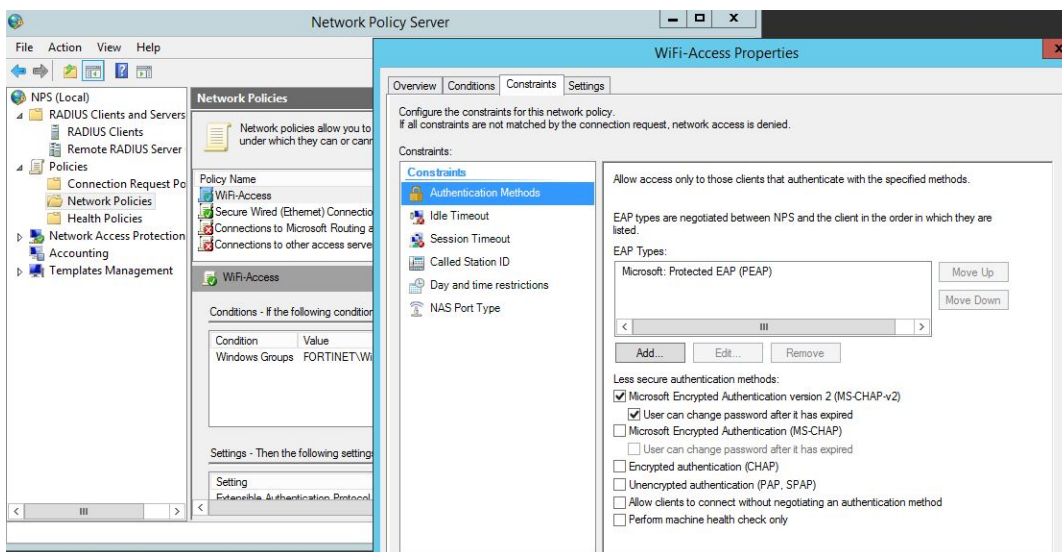 Network Policy Server
File Action View Help
NPS (Local)
RADIUS Clients and Servers
RADIUS Clients
Remote RADIUS Server
Policies
Connection Request Po
Network Policies
Health Policies
Network Access Protection
Accounting
Templates Management
Network Policies
Network policies allow you to
under which they can or cann
Policy Name
WiFi-Access
Secure Wired (Ethernet) Connectio
Connections to Microsoft Routing a
Connections to other access serve
WiFi-Access
Conditions - If the following condition
Condition Value
Windows Groups FORTINET\Wi
Settings - Then the following setting
Setting
Extensible Authentication Protocol
WiFi-Access Properties
Overview Conditions Constraints Settings
Configure the constraints for this network policy.
If all constraints are not matched by the connection request, network access is denied.
Constraints:
Constraints
Authentication Methods
Idle Timeout
Session Timeout
Called Station ID
Day and time restrictions
NAS Port Type
Allow access only to those clients that authenticate with the specified methods.
EAP types are negotiated between NPS and the client in the order in which they are
listed.
EAP Types:
Microsoft: Protected EAP (PEAP)
Move Up
Move Down
Add... Edit... Remove
Less secure authentication methods:
Microsoft Encrypted Authentication version 2 (MS-CHAP-v2)
User can change password after it has expired
Microsoft Encrypted Authentication (MS-CHAP)
User can change password after it has expired
Encrypted authentication (CHAP)
Unencrypted authentication (PAP, SPAP)
Allow clients to connect without negotiating an authentication method
Perform machine health check only